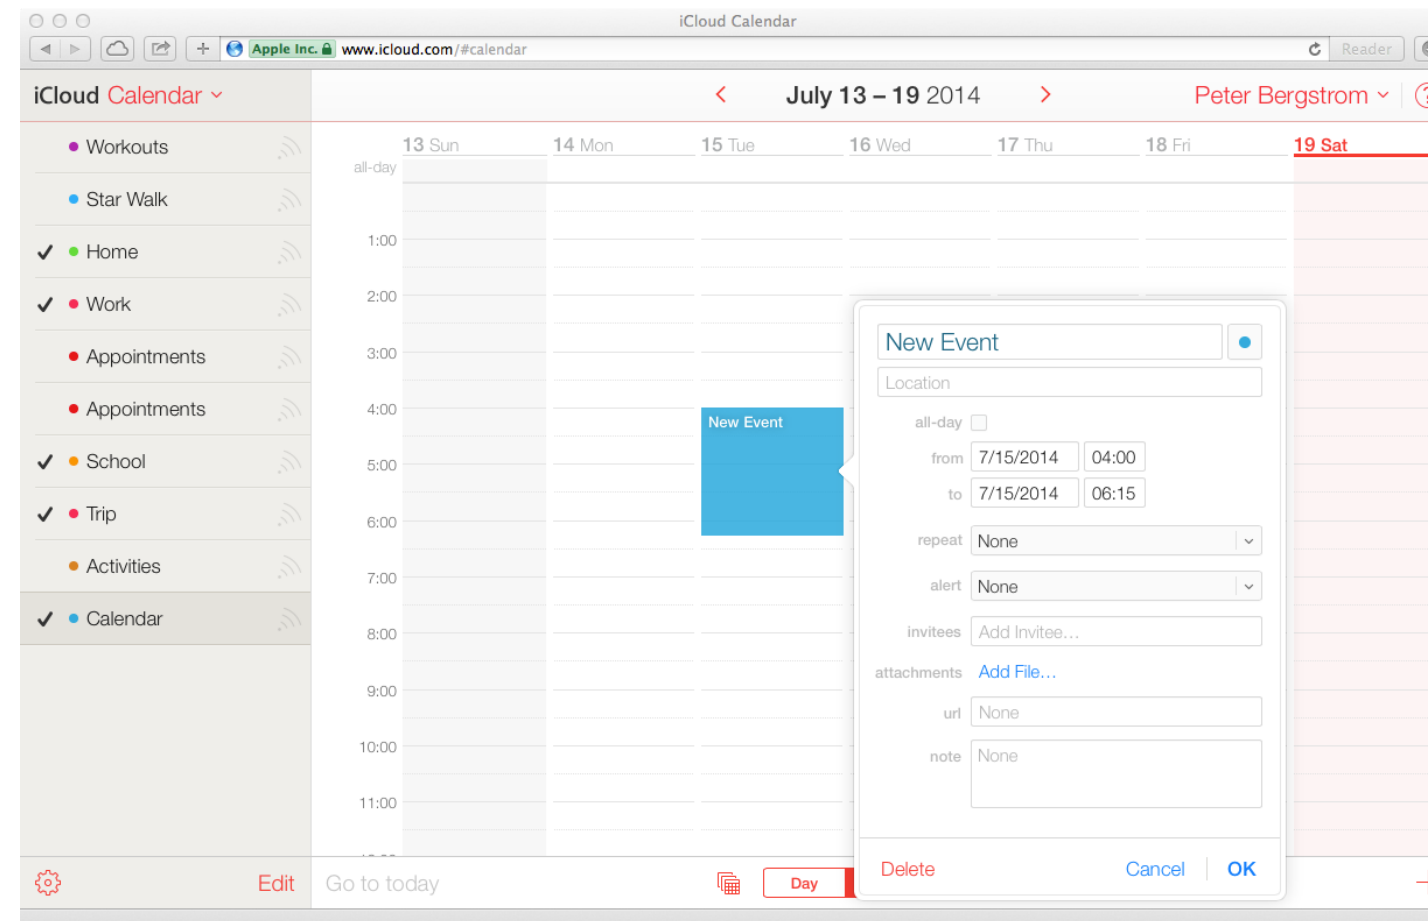 iCloud Calendar
Apple Inc. www.icloud.com/#calendar
Reader
iCloud Calendar
July 13 – 19 2014
Peter Bergstrom
Workouts
Star Walk
Home
Work
Appointments
Appointments
School
Trip
Activities
Calendar
Edit
13 Sun 14 Mon 15 Tue 16 Wed 17 Thu 18 Fri 19 Sat
all-day
1:00
2:00
3:00
4:00
5:00
6:00
7:00
8:00
9:00
10:00
11:00
New Event
New Event
Location
all-day
from 7/15/2014 04:00
to 7/15/2014 06:15
repeat None
alert None
invitees Add Invitee...
attachments Add File...
url None
note None
Delete Cancel OK
Go to today
Day